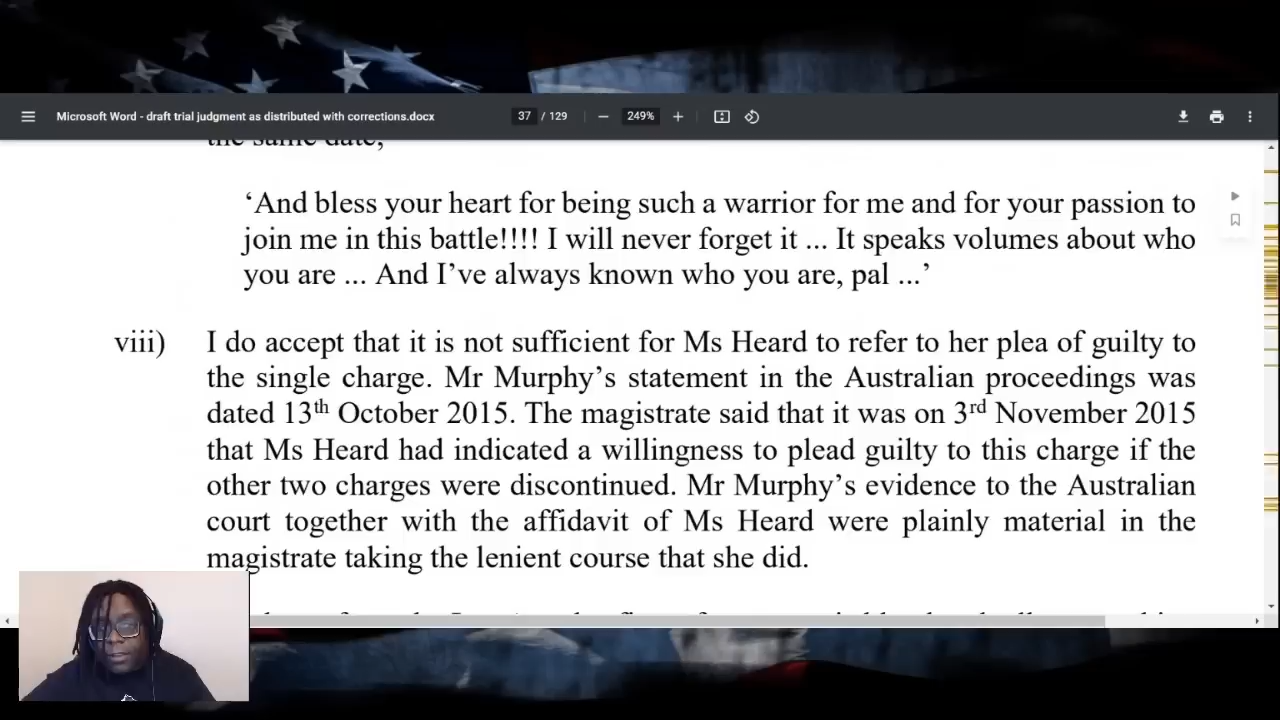 Microsoft Word - draft trial judgment as distributed with corrections.docx 37 / 129 249%
the same date,
‘And bless your heart for being such a warrior for me and for your passion to
join me in this battle!!!! I will never forget it ... It speaks volumes about who
you are ... And I’ve always known who you are, pal ...’
viii) I do accept that it is not sufficient for Ms Heard to refer to her plea of guilty to
the single charge. Mr Murphy’s statement in the Australian proceedings was
dated 13th October 2015. The magistrate said that it was on 3rd November 2015
that Ms Heard had indicated a willingness to plead guilty to this charge if the
other two charges were discontinued. Mr Murphy’s evidence to the Australian
court together with the affidavit of Ms Heard were plainly material in the
magistrate taking the lenient course that she did.